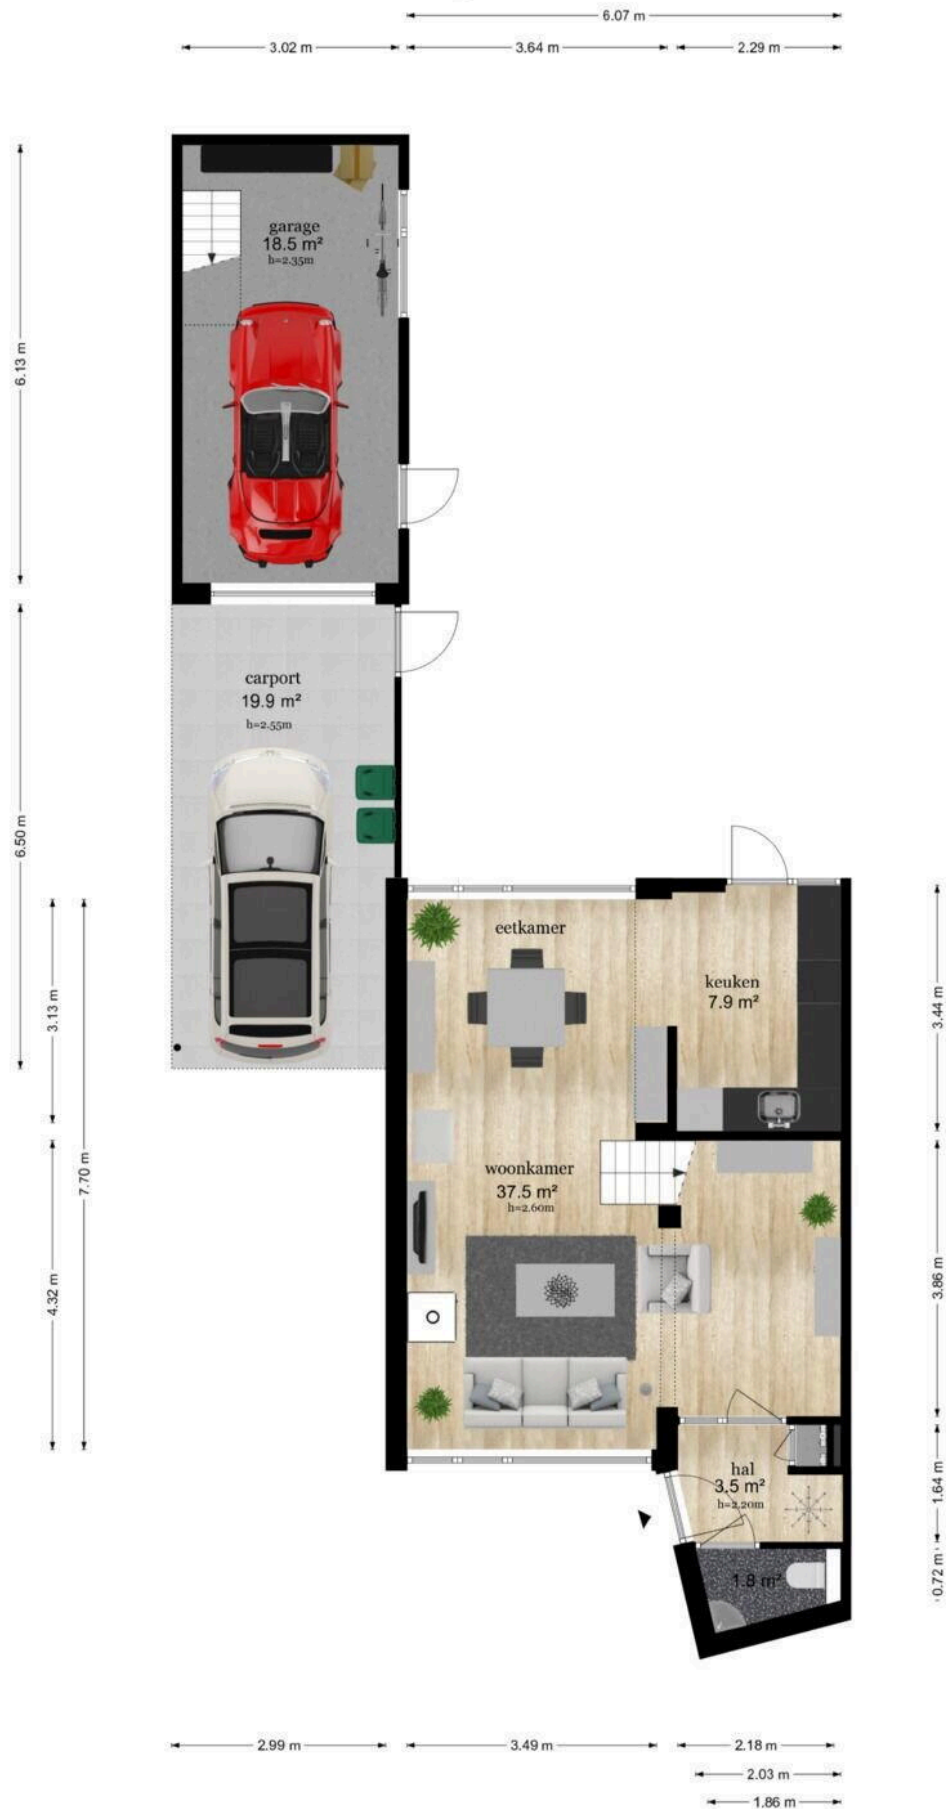 6.07 m
3.02 m
3.64 m
2.29 m
garage
18.5 m²
h=2.35m
6.13 m
carport
19.9 m²
h=2.55m
6.50 m
eetkamer
keuken
7.9 m²
3.13 m
3.44 m
7.70 m
woonkamer
37.5 m²
h=2.60m
4.32 m
3.86 m
hal
3.5 m²
h=2.20m
1.64 m
1.8 m²
0.72 m
2.99 m
3.49 m
2.18 m
2.03 m
1.86 m